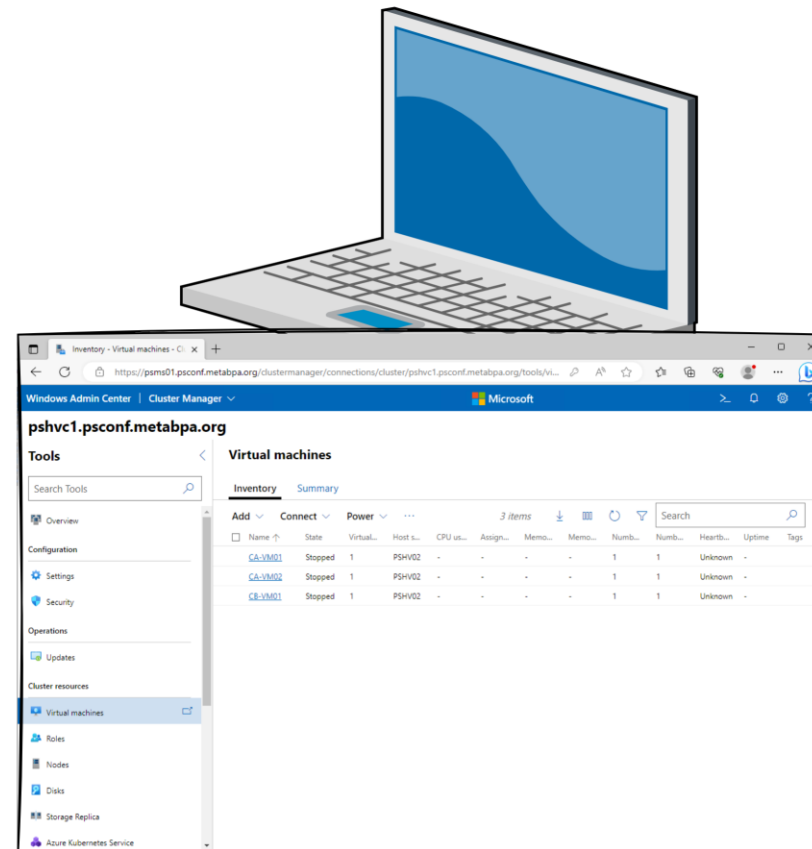 Inventory - Virtual machines - Cl
https://psms01.psconf.metabpa.org/clustermanager/connections/cluster/pshvc1.psconf.metabpa.org/tools/vi...
Windows Admin Center | Cluster Manager Microsoft
pshvc1.psconf.metabpa.org
Tools
Search Tools
Overview
Configuration
Settings
Security
Operations
Updates
Cluster resources
Virtual machines
Roles
Nodes
Disks
Storage Replica
Azure Kubernetes Service
Virtual machines
Inventory Summary
Add Connect Power ... 3 items Search
Name State Virtual... Host s... CPU us... Assign... Memo... Memo... Numb... Numb... Heartb... Uptime Tags
CA-VM01 Stopped 1 PSHV02 - - - - 1 1 Unknown -
CA-VM02 Stopped 1 PSHV02 - - - - 1 1 Unknown -
CB-VM01 Stopped 1 PSHV02 - - - - 1 1 Unknown -